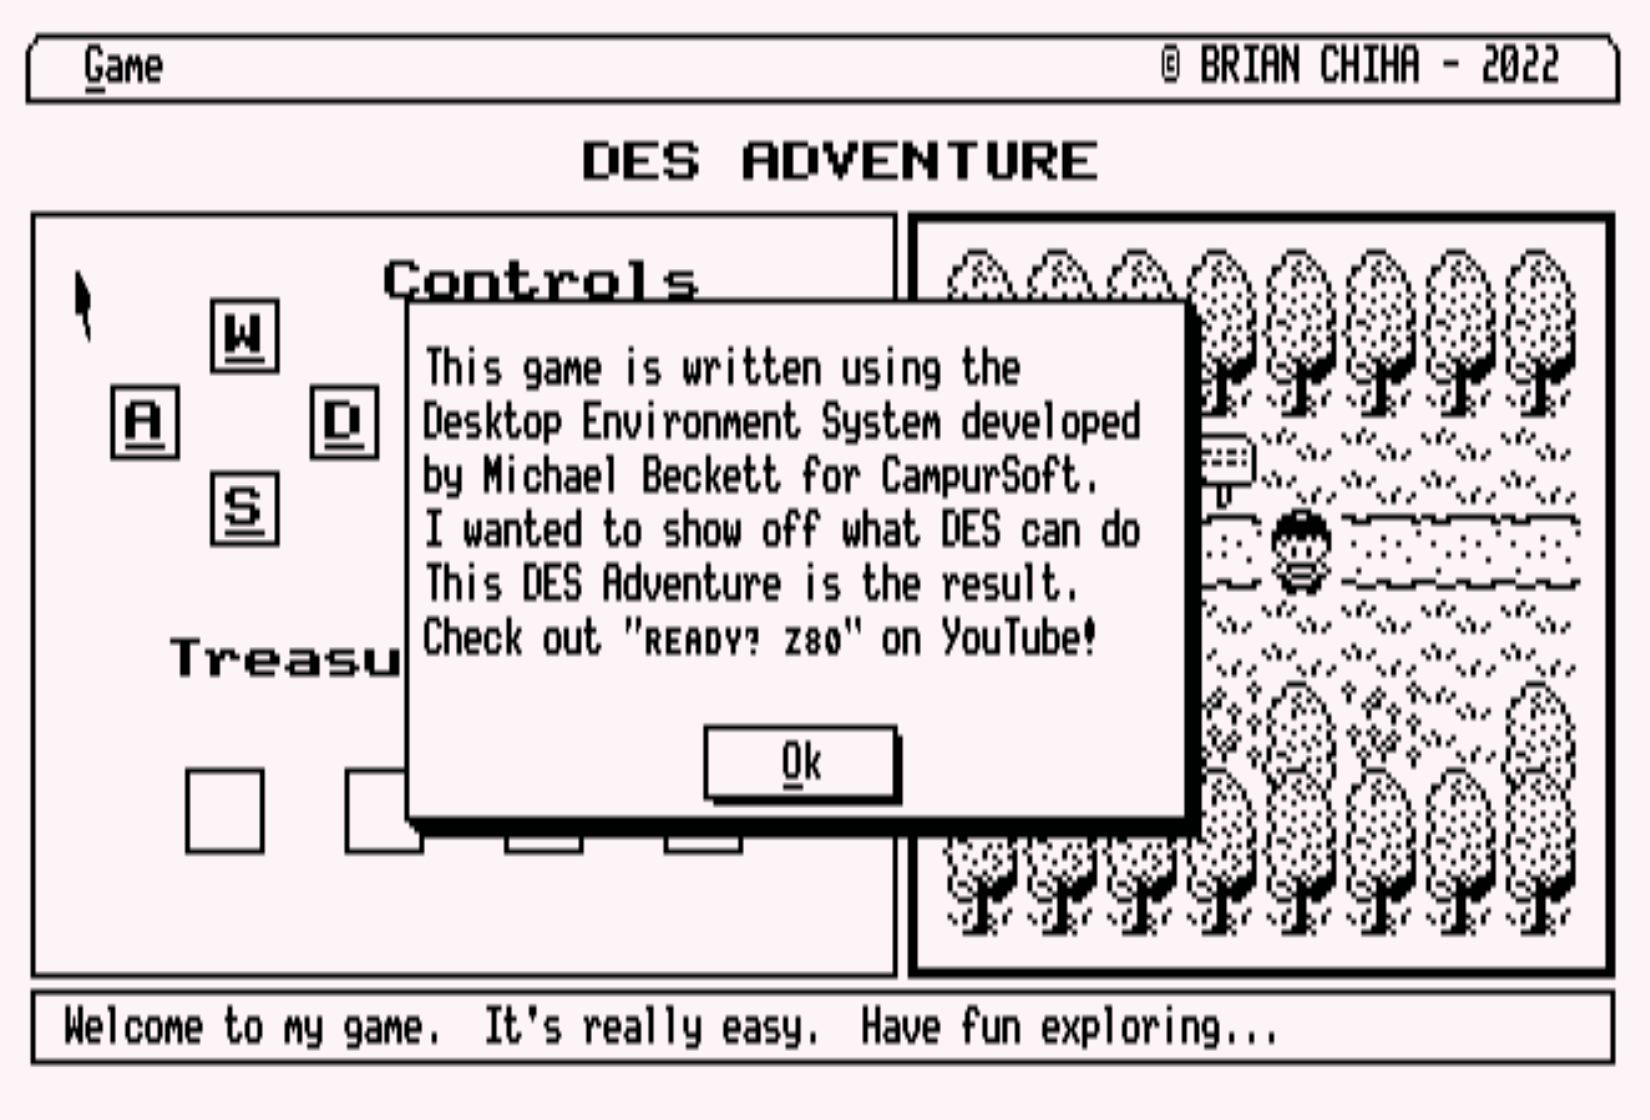 Game
© BRIAN CHIHA - 2022
DES ADVENTURE
Controls
W
A
D
S
This game is written using the
Desktop Environment System developed
by Michael Beckett for CampurSoft.
I wanted to show off what DES can do
This DES Adventure is the result.
Check out "READY? Z80" on YouTube!
Treasu
Ok
Welcome to my game. It's really easy. Have fun exploring...